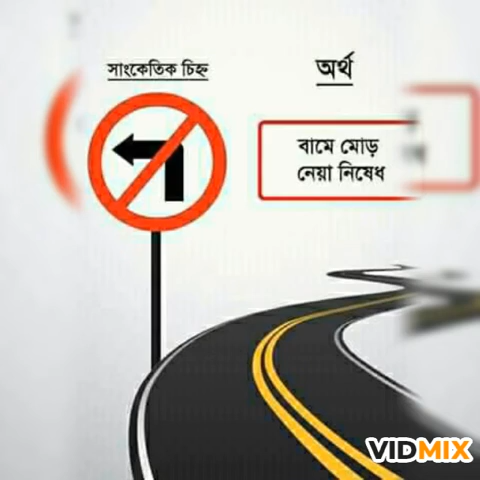 সাংকেতিক চিহ্ন
অর্থ
বামে মোড়
নেয়া নিষেধ
VIDMIX